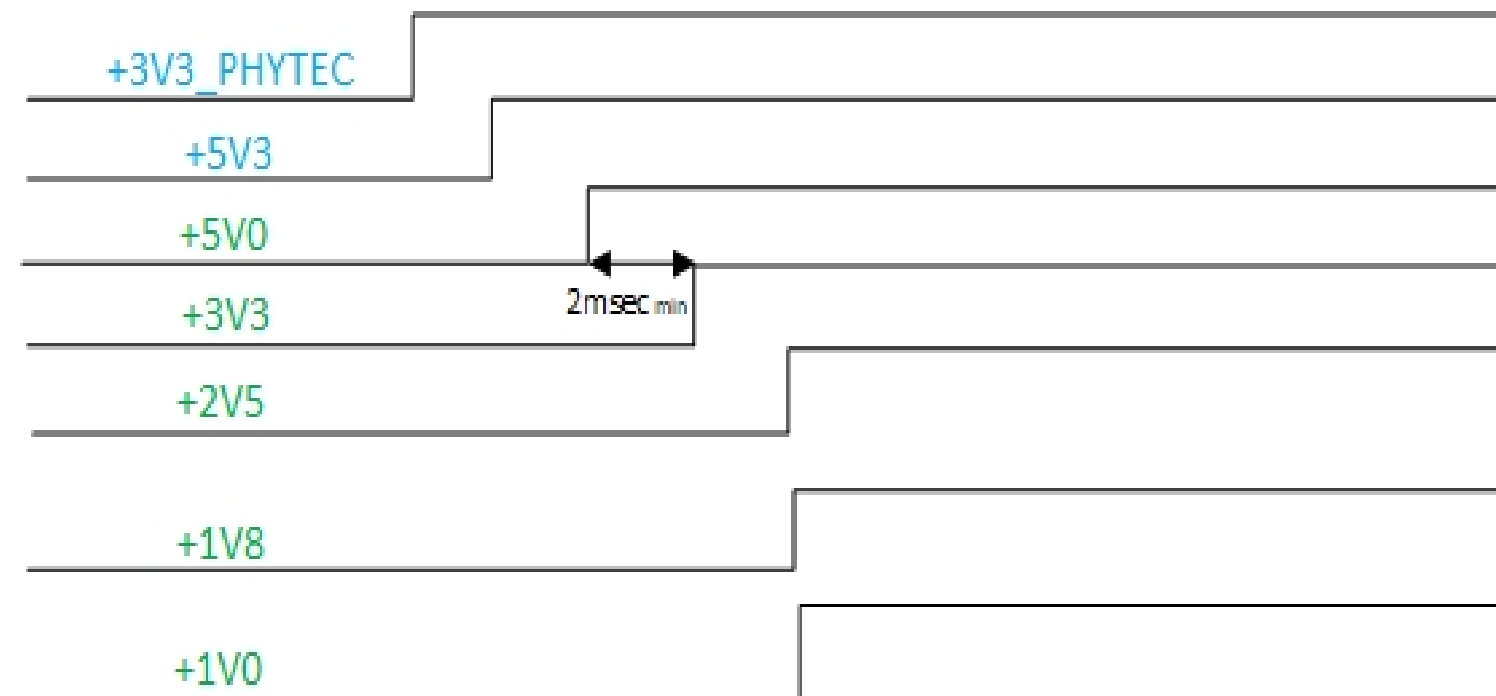 +3V3_PHYTEC
+5V3
+5V0
2msec min
+3V3
+2V5
+1V8
+1V0